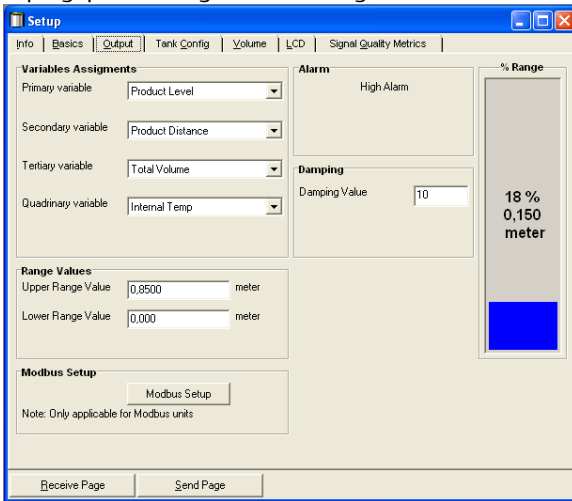 Setup
Info Basics Output Tank Config Volume LCD Signal Quality Metrics
Variables Assigments
Primary variable Product Level
Secondary variable Product Distance
Tertiary variable Total Volume
Quadrinary variable Internal Temp
Range Values
Upper Range Value 0,8500 meter
Lower Range Value 0,000 meter
Modbus Setup
Modbus Setup
Note: Only applicable for Modbus units
Alarm
High Alarm
Damping
Damping Value 10
% Range
18 %
0,150
meter
Receive Page Send Page